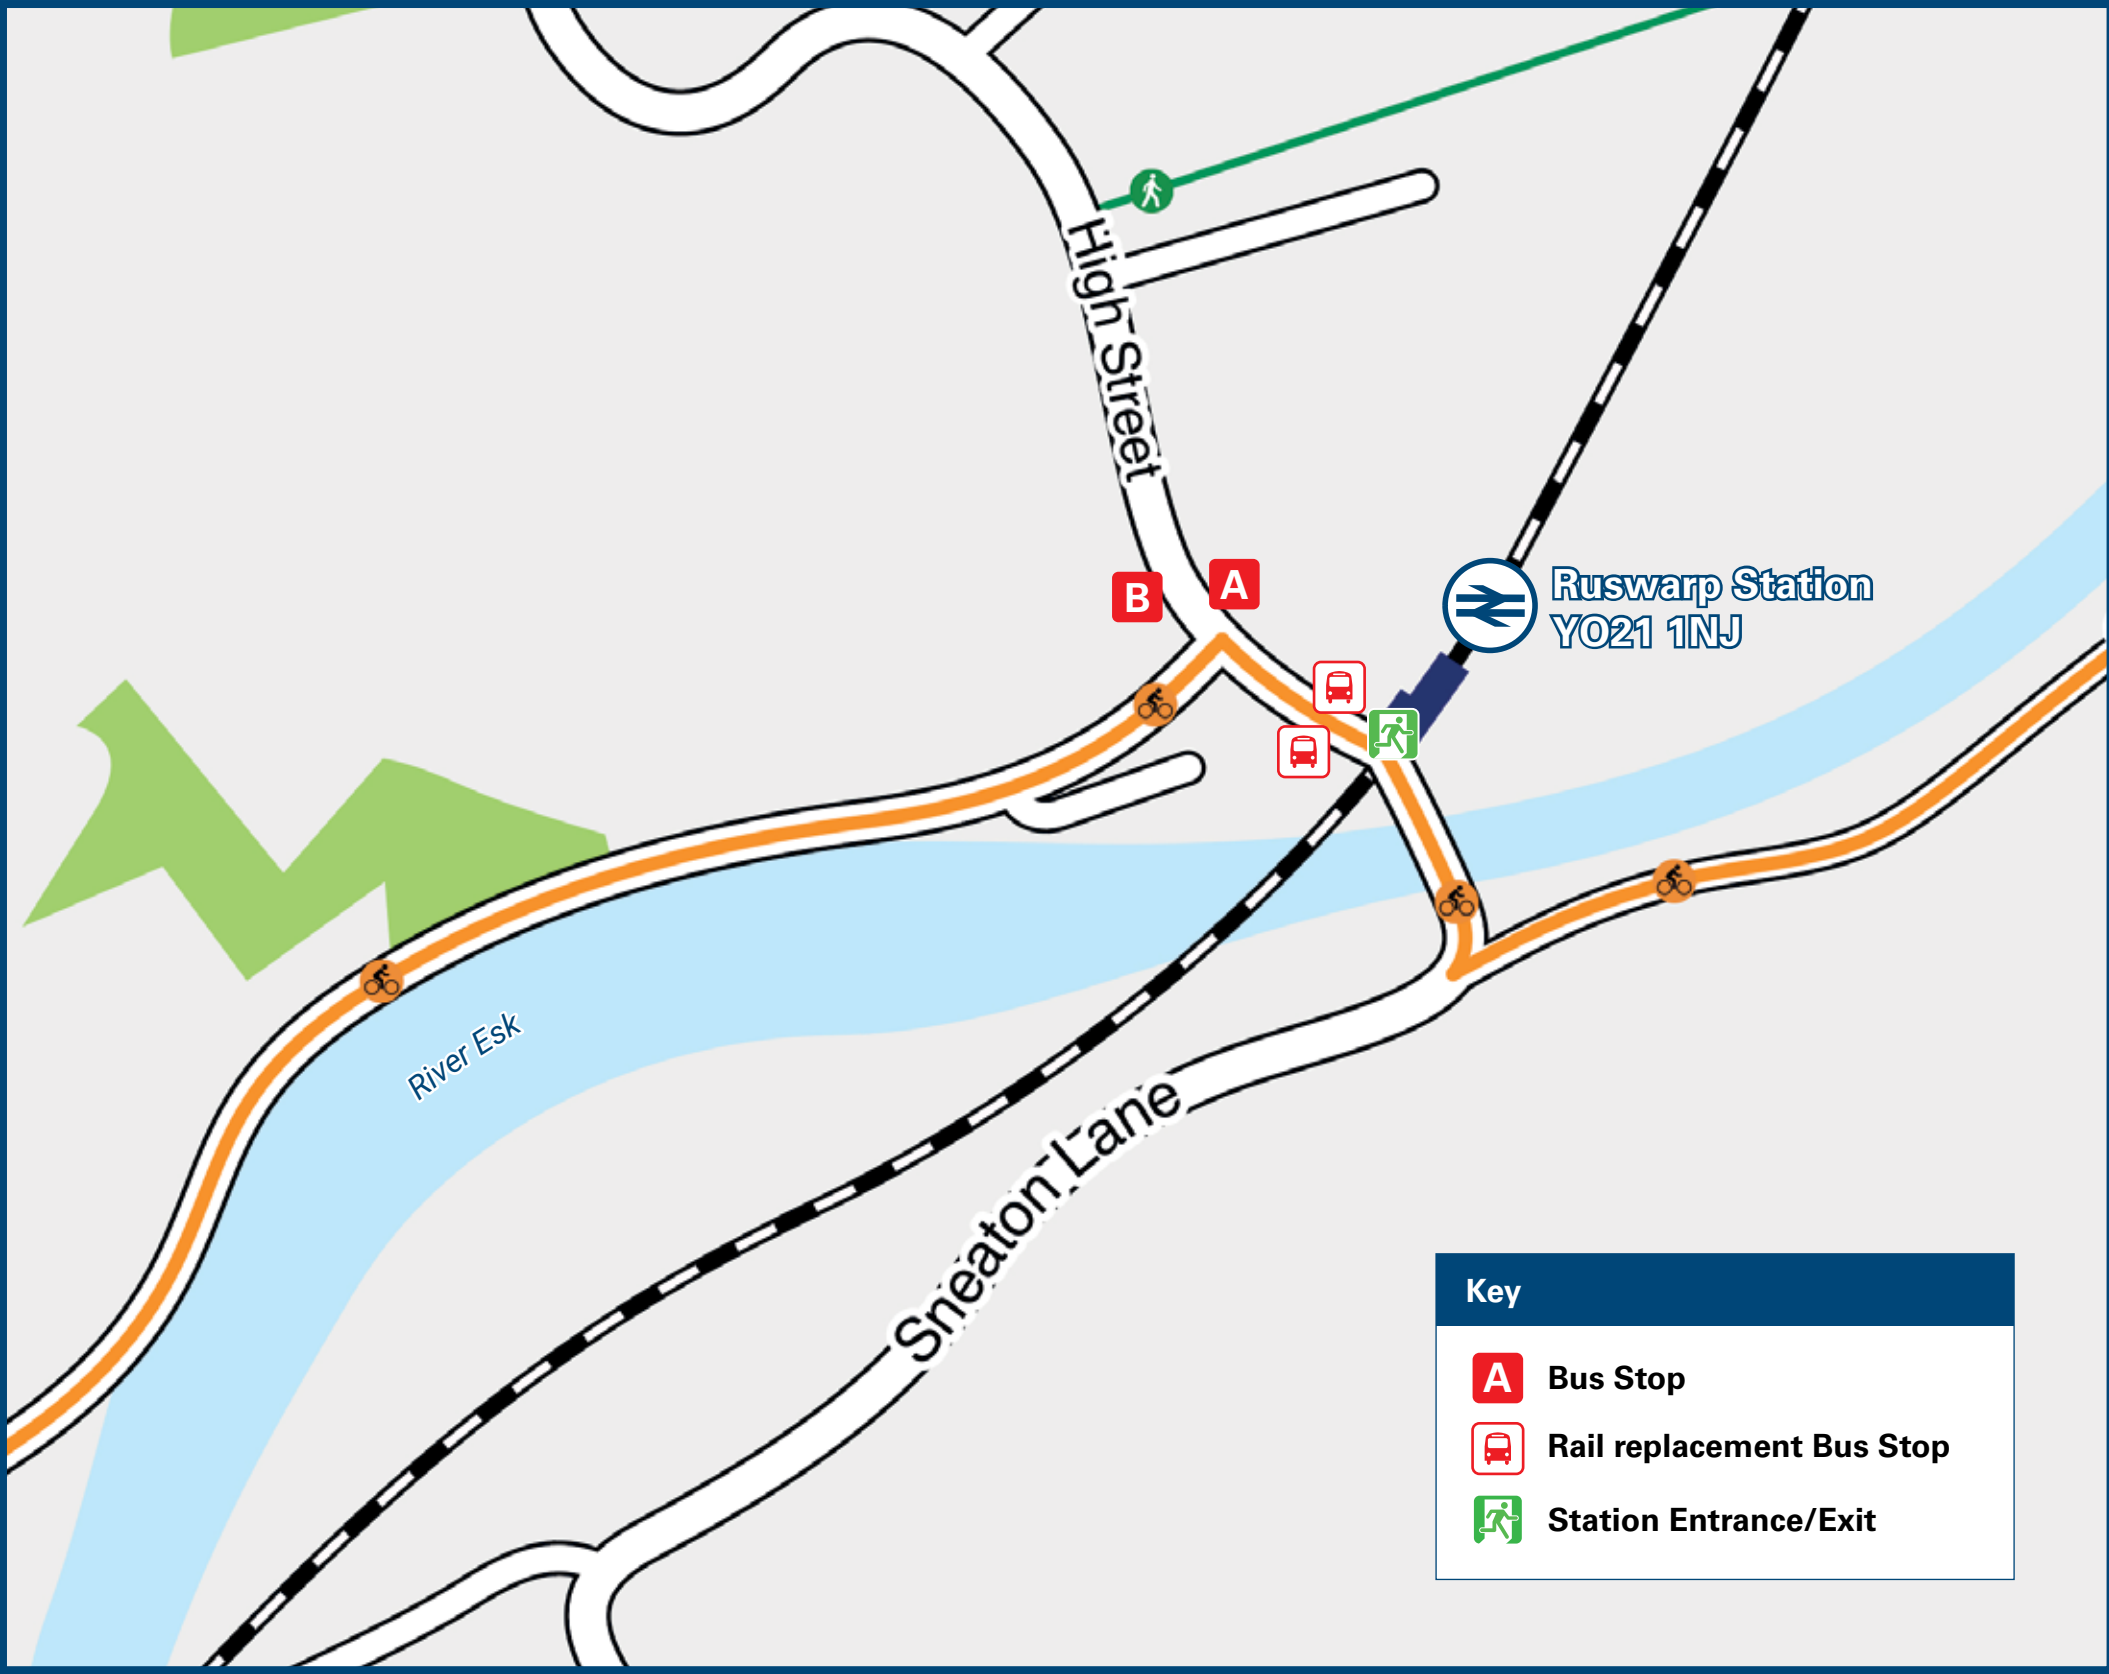 High Street
B
A
Ruswarp Station
YO21 1NJ
River Esk
Sneaton Lane
Key
A Bus Stop
Rail replacement Bus Stop
Station Entrance/Exit